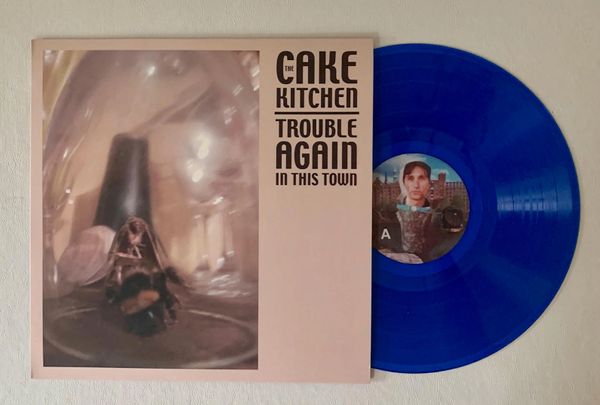 THE CAKE
KITCHEN
TROUBLE
AGAIN
IN THIS TOWN
A